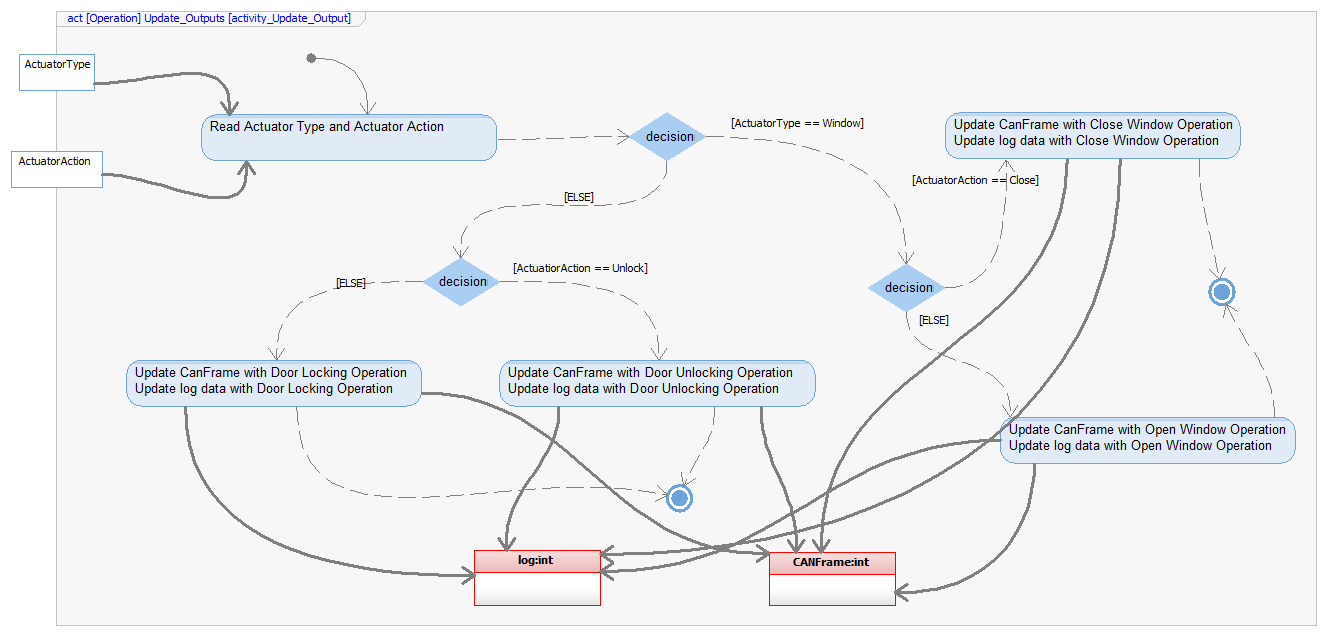 act [Operation] Update_Outputs [activity_Update_Output]
ActuatorType
Read Actuator Type and Actuator Action
decision
[ActuatorType == Window]
Update CanFrame with Close Window Operation
Update log data with Close Window Operation
ActuatorAction
[ActuatorAction == Close]
[ELSE]
decision
[ActuatiorAction == Unlock]
[ELSE]
decision
[ELSE]
Update CanFrame with Door Locking Operation
Update log data with Door Locking Operation
Update CanFrame with Door Unlocking Operation
Update log data with Door Unlocking Operation
Update CanFrame with Open Window Operation
Update log data with Open Window Operation
log:int
CANFrame:int